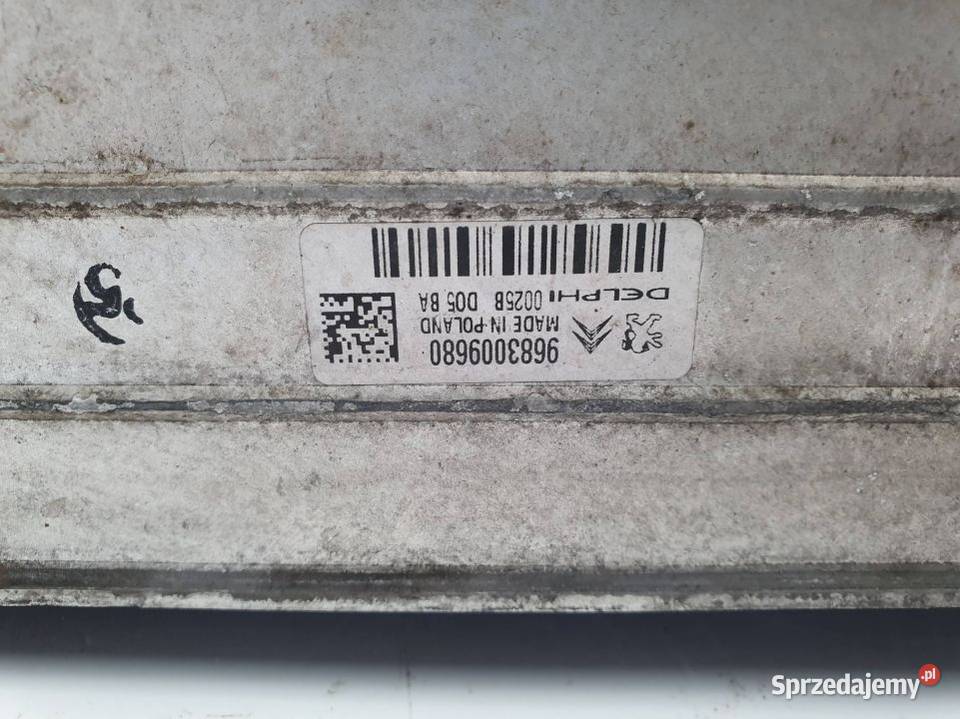 9683009680
MADE IN POLAND
DELPHI 0025B D05 BA
Sprzedajemy.pl